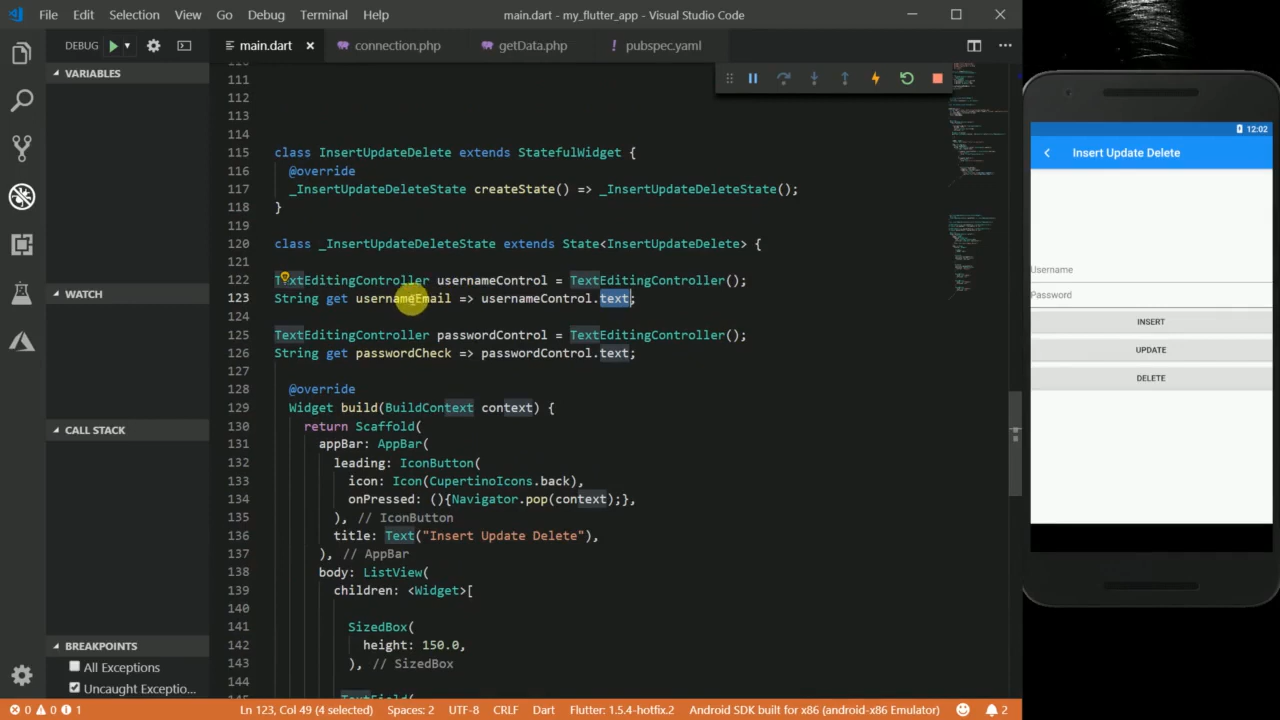 File Edit Selection View Go Debug Terminal Help main.dart - my_flutter_app - Visual Studio Code
DEBUG main.dart connection.php getData.php ! pubspec.yaml
VARIABLES
WATCH
CALL STACK
BREAKPOINTS
All Exceptions
Uncaught Exceptio...
111
112
113
114
115 class InsertUpdateDelete extends StatefulWidget {
116 @override
117 _InsertUpdateDeleteState createState() => _InsertUpdateDeleteState();
118 }
119
120 class _InsertUpdateDeleteState extends State<InsertUpdateDelete> {
121
122 TextEditingController usernameControl = TextEditingController();
123 String get usernameEmail => usernameControl.text;
124
125 TextEditingController passwordControl = TextEditingController();
126 String get passwordCheck => passwordControl.text;
127
128 @override
129 Widget build(BuildContext context) {
130 return Scaffold(
131 appBar: AppBar(
132 leading: IconButton(
133 icon: Icon(CupertinoIcons.back),
134 onPressed: (){Navigator.pop(context);},
135 ), // IconButton
136 title: Text("Insert Update Delete"),
137 ), // AppBar
138 body: ListView(
139 children: <Widget>[
140
141 SizedBox(
142 height: 150.0,
143 ), // SizedBox
144
12:02
Insert Update Delete
Username
Password
INSERT
UPDATE
DELETE
0 0 1 Ln 123, Col 49 (4 selected) Spaces: 2 UTF-8 CRLF Dart Flutter: 1.5.4-hotfix.2 Android SDK built for x86 (android-x86 Emulator) 2